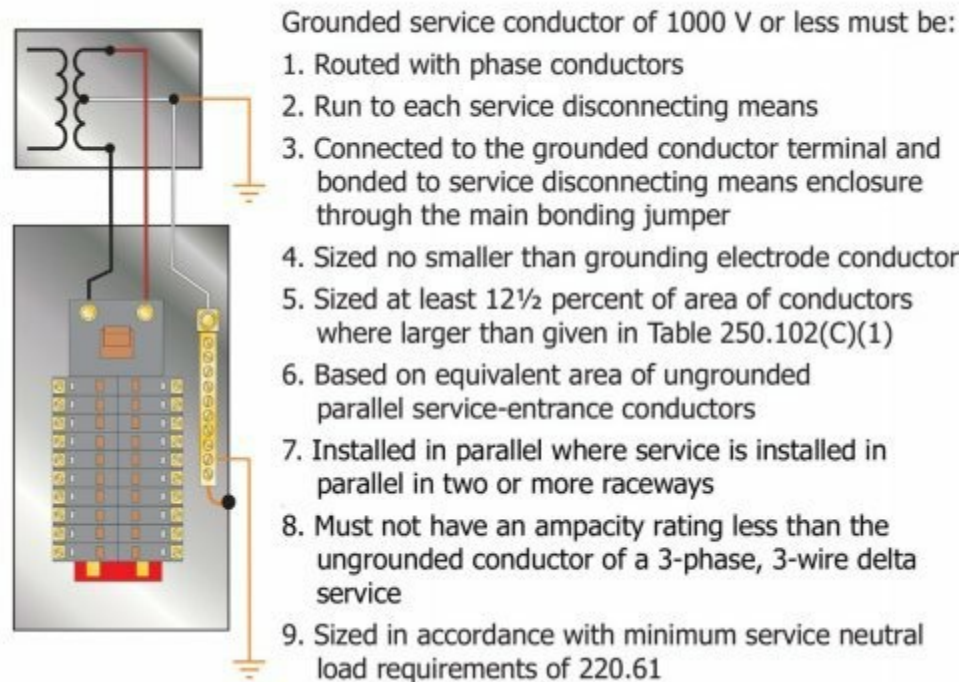 Grounded service conductor of 1000 V or less must be:
1. Routed with phase conductors
2. Run to each service disconnecting means
3. Connected to the grounded conductor terminal and
bonded to service disconnecting means enclosure
through the main bonding jumper
4. Sized no smaller than grounding electrode conductor
5. Sized at least 12½ percent of area of conductors
where larger than given in Table 250.102(C)(1)
6. Based on equivalent area of ungrounded
parallel service-entrance conductors
7. Installed in parallel where service is installed in
parallel in two or more raceways
8. Must not have an ampacity rating less than the
ungrounded conductor of a 3-phase, 3-wire delta
service
9. Sized in accordance with minimum service neutral
load requirements of 220.61